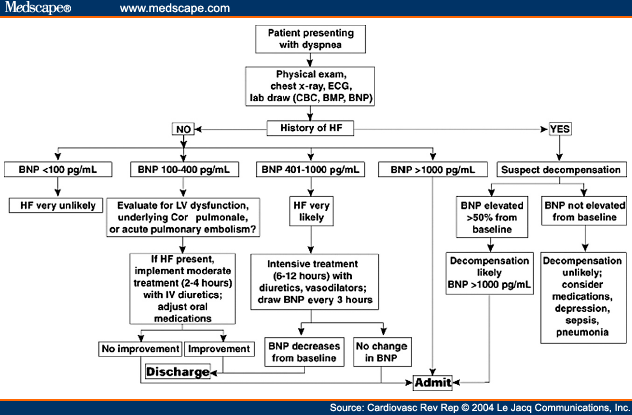 Medscape® www.medscape.com
Patient presenting
with dyspnea
Physical exam,
chest x-ray, ECG,
lab draw (CBC, BMP, BNP)
NO
History of HF
YES
BNP <100 pg/mL
BNP 100-400 pg/mL
BNP 401-1000 pg/mL
BNP >1000 pg/mL
Suspect decompensation
HF very unlikely
Evaluate for LV dysfunction,
underlying Cor pulmonale,
or acute pulmonary embolism?
HF very
likely
BNP elevated
>50% from
baseline
BNP not elevated
from baseline
If HF present,
implement moderate
treatment (2-4 hours)
with IV diuretics;
adjust oral
medications
Intensive treatment
(6-12 hours) with
diuretics, vasodilators;
draw BNP every 3 hours
Decompensation
likely
BNP >1000 pg/mL
Decompensation
unlikely;
consider
medications,
depression,
sepsis,
pneumonia
No improvement
Improvement
BNP decreases
from baseline
No change
in BNP
Discharge
Admit
Source: Cardiovasc Rev Rep © 2004 Le Jacq Communications, Inc.